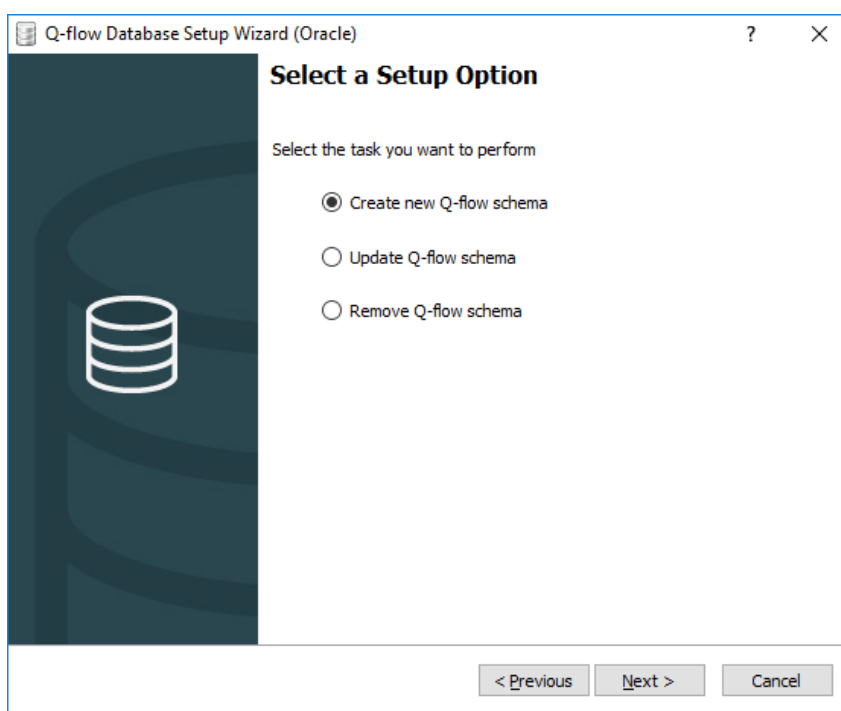 Q-flow Database Setup Wizard (Oracle)
?
Select a Setup Option
Select the task you want to perform
Create new Q-flow schema
Update Q-flow schema
Remove Q-flow schema
< Previous
Next >
Cancel